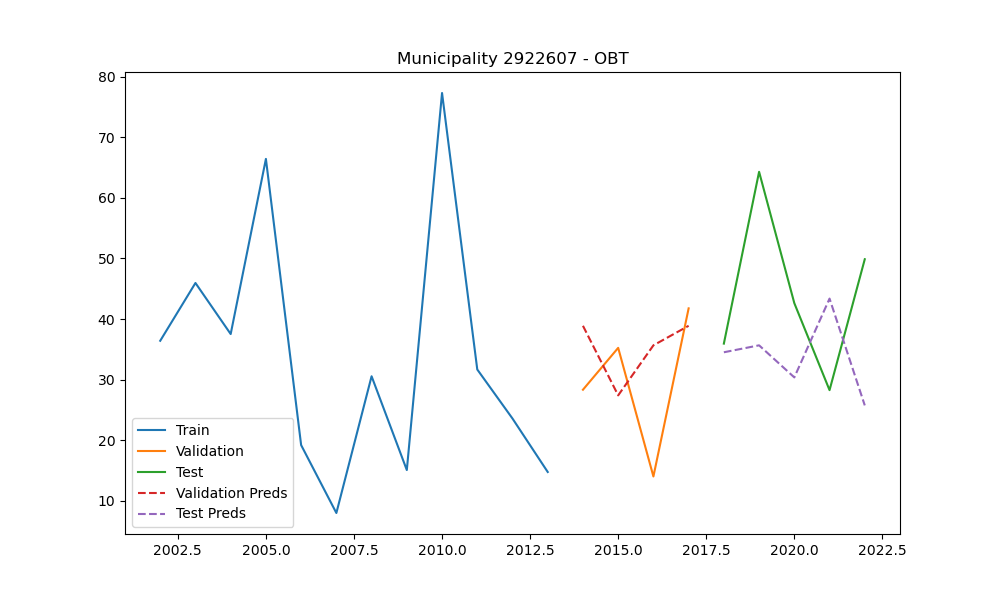 Municipality 2922607 - OBT
80
70
60
50
40
30
20
10
Train
Validation
Test
Validation Preds
Test Preds
2002.5 2005.0 2007.5 2010.0 2012.5 2015.0 2017.5 2020.0 2022.5